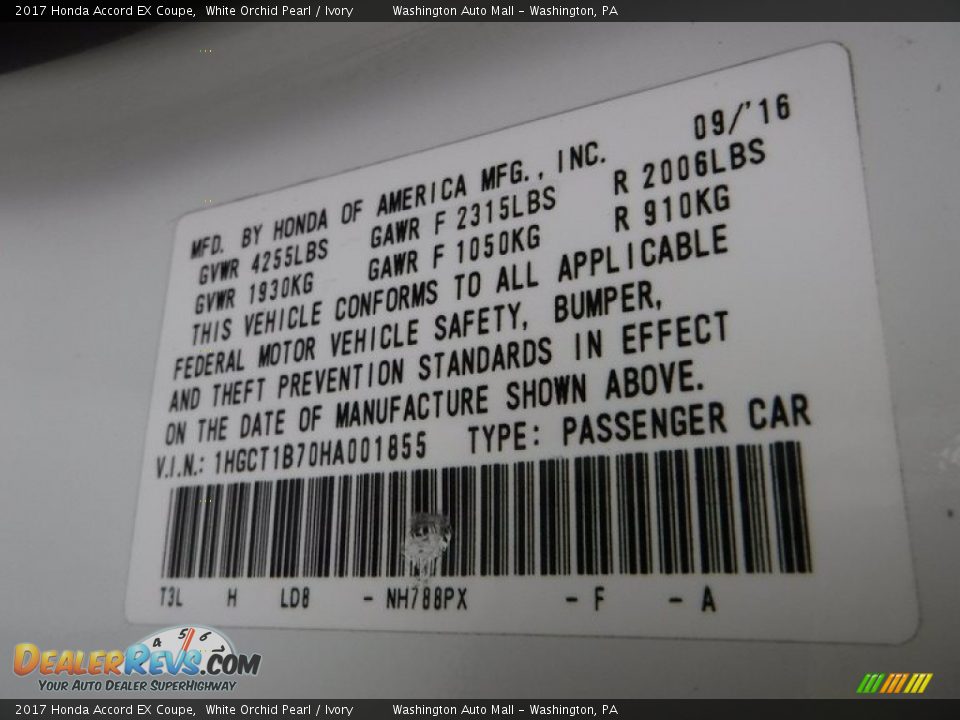 2017 Honda Accord EX Coupe, White Orchid Pearl / Ivory Washington Auto Mall - Washington, PA
09/'16
MFD. BY HONDA OF AMERICA MFG., INC.
GVWR 4255LBS GAWR F 2315LBS R 2006LBS
GVWR 1930KG GAWR F 1050KG R 910KG
THIS VEHICLE CONFORMS TO ALL APPLICABLE
FEDERAL MOTOR VEHICLE SAFETY, BUMPER,
AND THEFT PREVENTION STANDARDS IN EFFECT
ON THE DATE OF MANUFACTURE SHOWN ABOVE.
V.I.N.: 1HGCT1B70HA001855 TYPE: PASSENGER CAR
T3L H LD8 - NH788PX - F - A
4 5 6 7
DEALERREVS.COM
YOUR AUTO DEALER SUPERHIGHWAY
2017 Honda Accord EX Coupe, White Orchid Pearl / Ivory Washington Auto Mall - Washington, PA